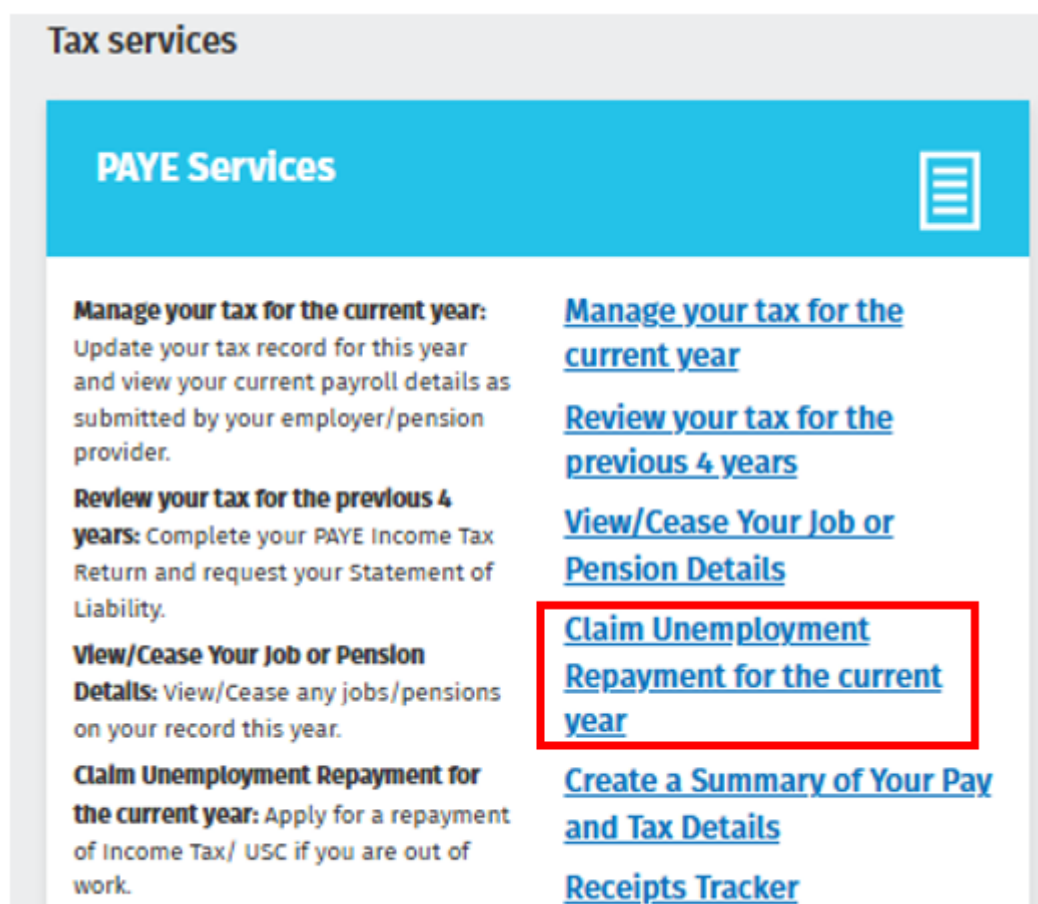 Tax services
PAYE Services
Manage your tax for the current year:
Update your tax record for this year
and view your current payroll details as
submitted by your employer/pension
provider.
Review your tax for the previous 4
years: Complete your PAYE Income Tax
Return and request your Statement of
Liability.
View/Cease Your Job or Pension
Details: View/Cease any jobs/pensions
on your record this year.
Claim Unemployment Repayment for
the current year: Apply for a repayment
of Income Tax/ USC if you are out of
work.
Manage your tax for the
current year
Review your tax for the
previous 4 years
View/Cease Your Job or
Pension Details
Claim Unemployment
Repayment for the current
year
Create a Summary of Your Pay
and Tax Details
Receipts Tracker